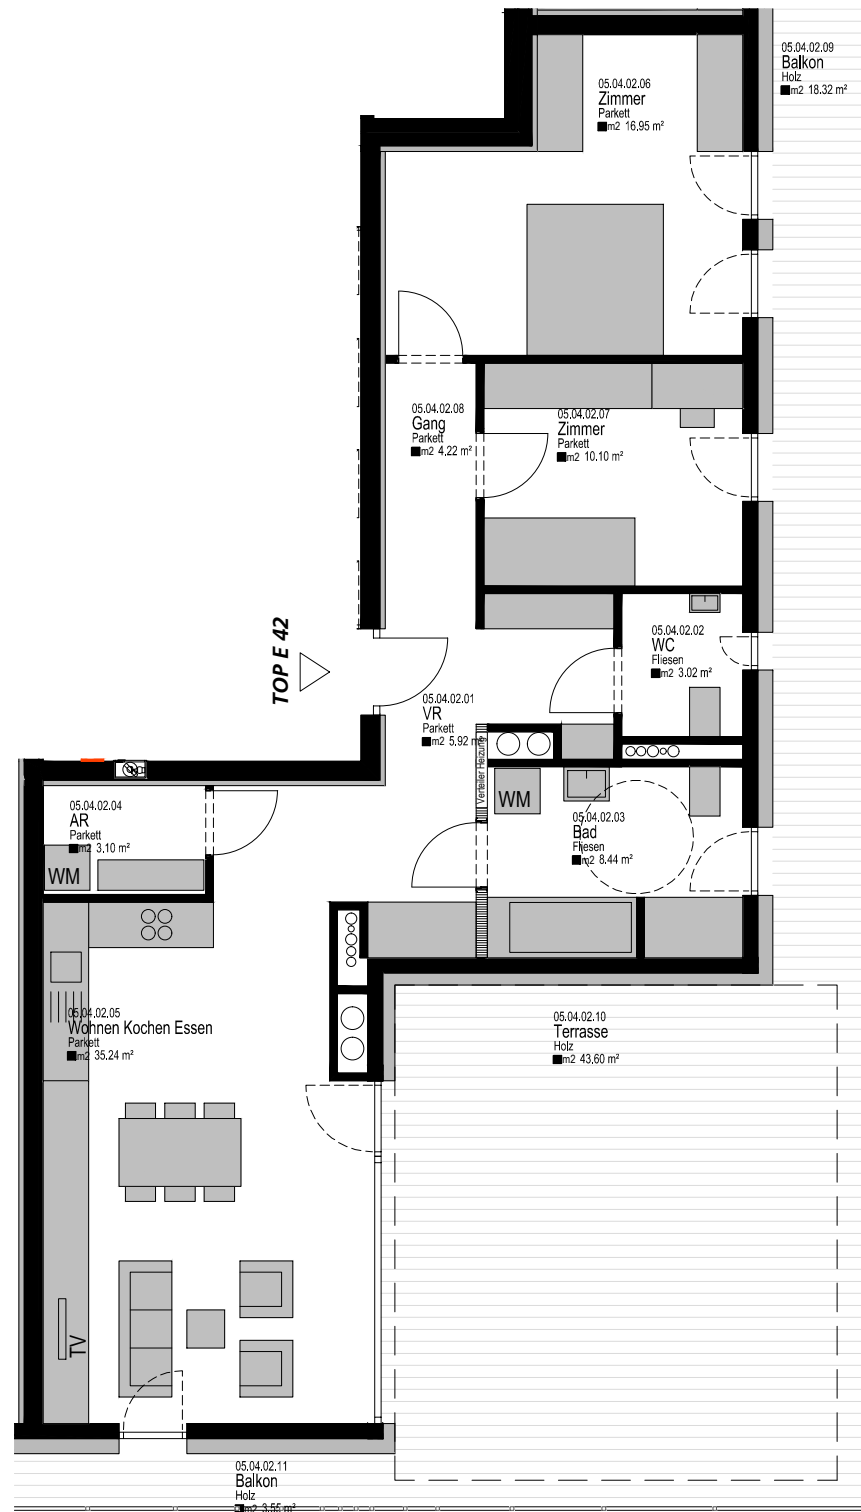 05.04.02.09
Balkon
Holz
m2 18.32 m²
05.04.02.06
Zimmer
Parkett
m2 16.95 m²
05.04.02.08
Gang
Parkett
m2 4.22 m²
05.04.02.07
Zimmer
Parkett
m2 10.10 m²
TOP E 42
05.04.02.02
WC
Fliesen
m2 3.02 m²
05.04.02.01
VR
Parkett
m2 5.92 m²
Verteiler Heizung
05.04.02.04
AR
Parkett
m2 3.10 m²
WM
WM
05.04.02.03
Bad
Fliesen
m2 8.44 m²
05.04.02.05
Wohnen Kochen Essen
Parkett
m2 35.24 m²
05.04.02.10
Terrasse
Holz
m2 43.60 m²
TV
05.04.02.11
Balkon
Holz
m2 3.55 m²